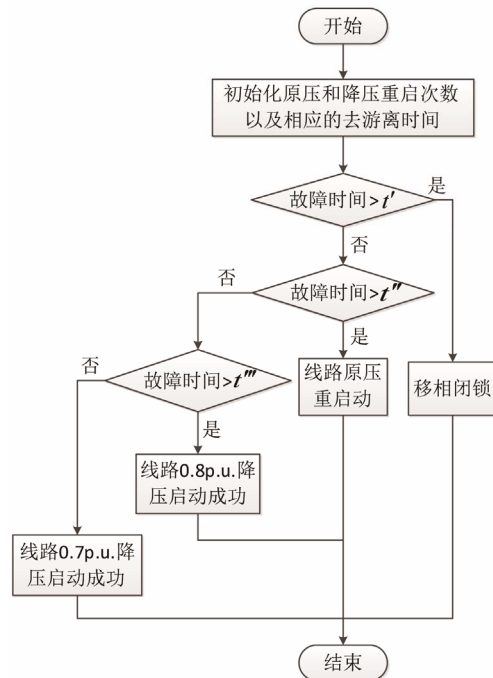 开始
初始化原压和降压重启次数
以及相应的去游离时间
故障时间>t'
是
否
故障时间>t''
否
是
故障时间>t'''
否
是
线路原压
重启动
移相闭锁
线路0.8p.u.降
压启动成功
线路0.7p.u.降
压启动成功
结束